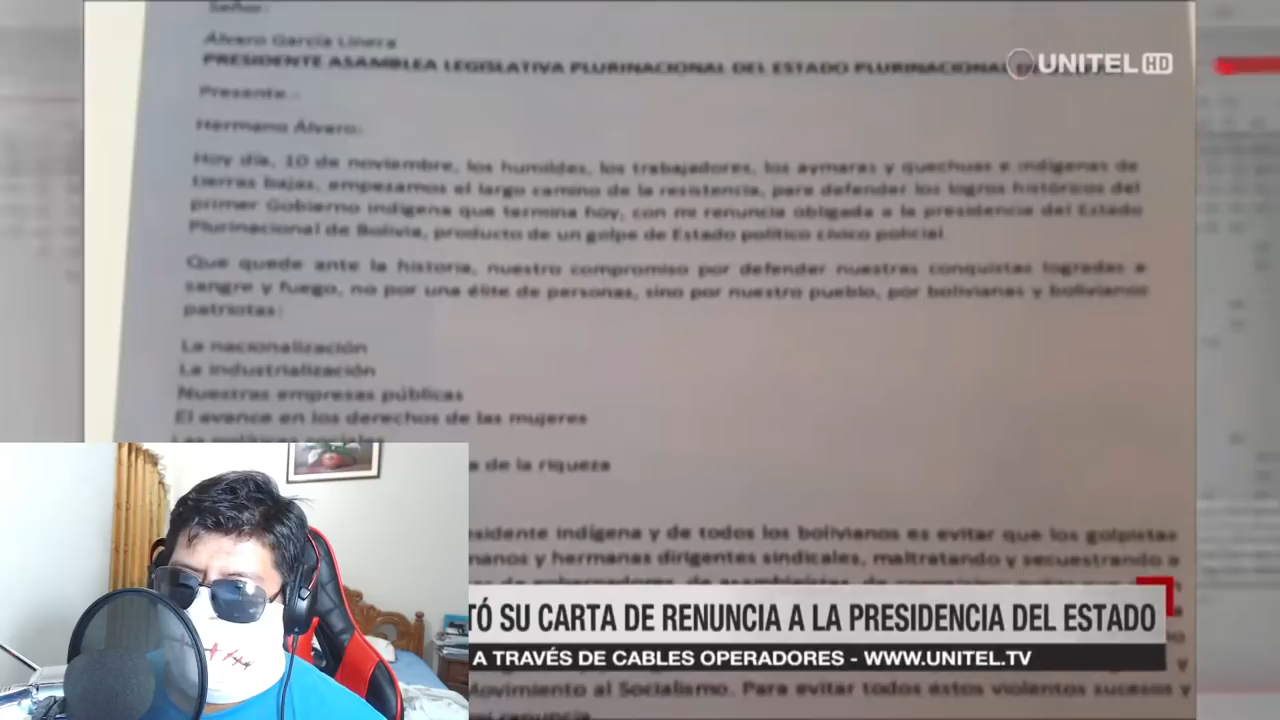 Señor:
Álvaro García Linera
PRESIDENTE ASAMBLEA LEGISLATIVA PLURINACIONAL DEL ESTADO PLURINACIONAL
UNITEL HD
Presente.-
Hermano Álvaro:
Hoy día, 10 de noviembre, los humildes, los trabajadores, los aymaras y quechuas e indígenas de
tierras bajas, empezamos el largo camino de la resistencia, para defender los logros históricos del
primer Gobierno indígena que termina hoy, con mi renuncia obligada a la presidencia del Estado
Plurinacional de Bolivia, producto de un golpe de Estado político cívico policial.
Que quede ante la historia, nuestro compromiso por defender nuestras conquistas logradas a
sangre y fuego, no por una élite de personas, sino por nuestro pueblo, por bolivianas y bolivianos
patriotas:
La nacionalización
La industrialización
Nuestras empresas públicas
El avance en los derechos de las mujeres
de la riqueza
indígena y de todos los bolivianos es evitar que los golpistas
y hermanas dirigentes sindicales, maltratando y secuestrando a
TÓ SU CARTA DE RENUNCIA A LA PRESIDENCIA DEL ESTADO
A TRAVÉS DE CABLES OPERADORES - WWW.UNITEL.TV
Movimiento al Socialismo. Para evitar todos éstos violentos sucesos y
mi renuncia